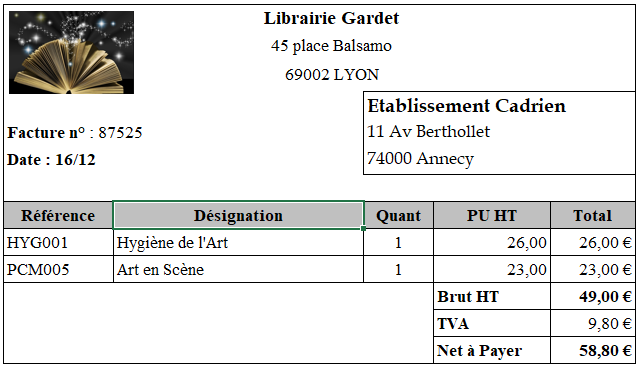 Librairie Gardet
45 place Balsamo
69002 LYON
Etablissement Cadrien
11 Av Berthollet
74000 Annecy
Facture n° : 87525
Date : 16/12
Référence Désignation Quant PU HT Total
HYG001 Hygiène de l'Art 1 26,00 26,00 €
PCM005 Art en Scène 1 23,00 23,00 €
Brut HT 49,00 €
TVA 9,80 €
Net à Payer 58,80 €